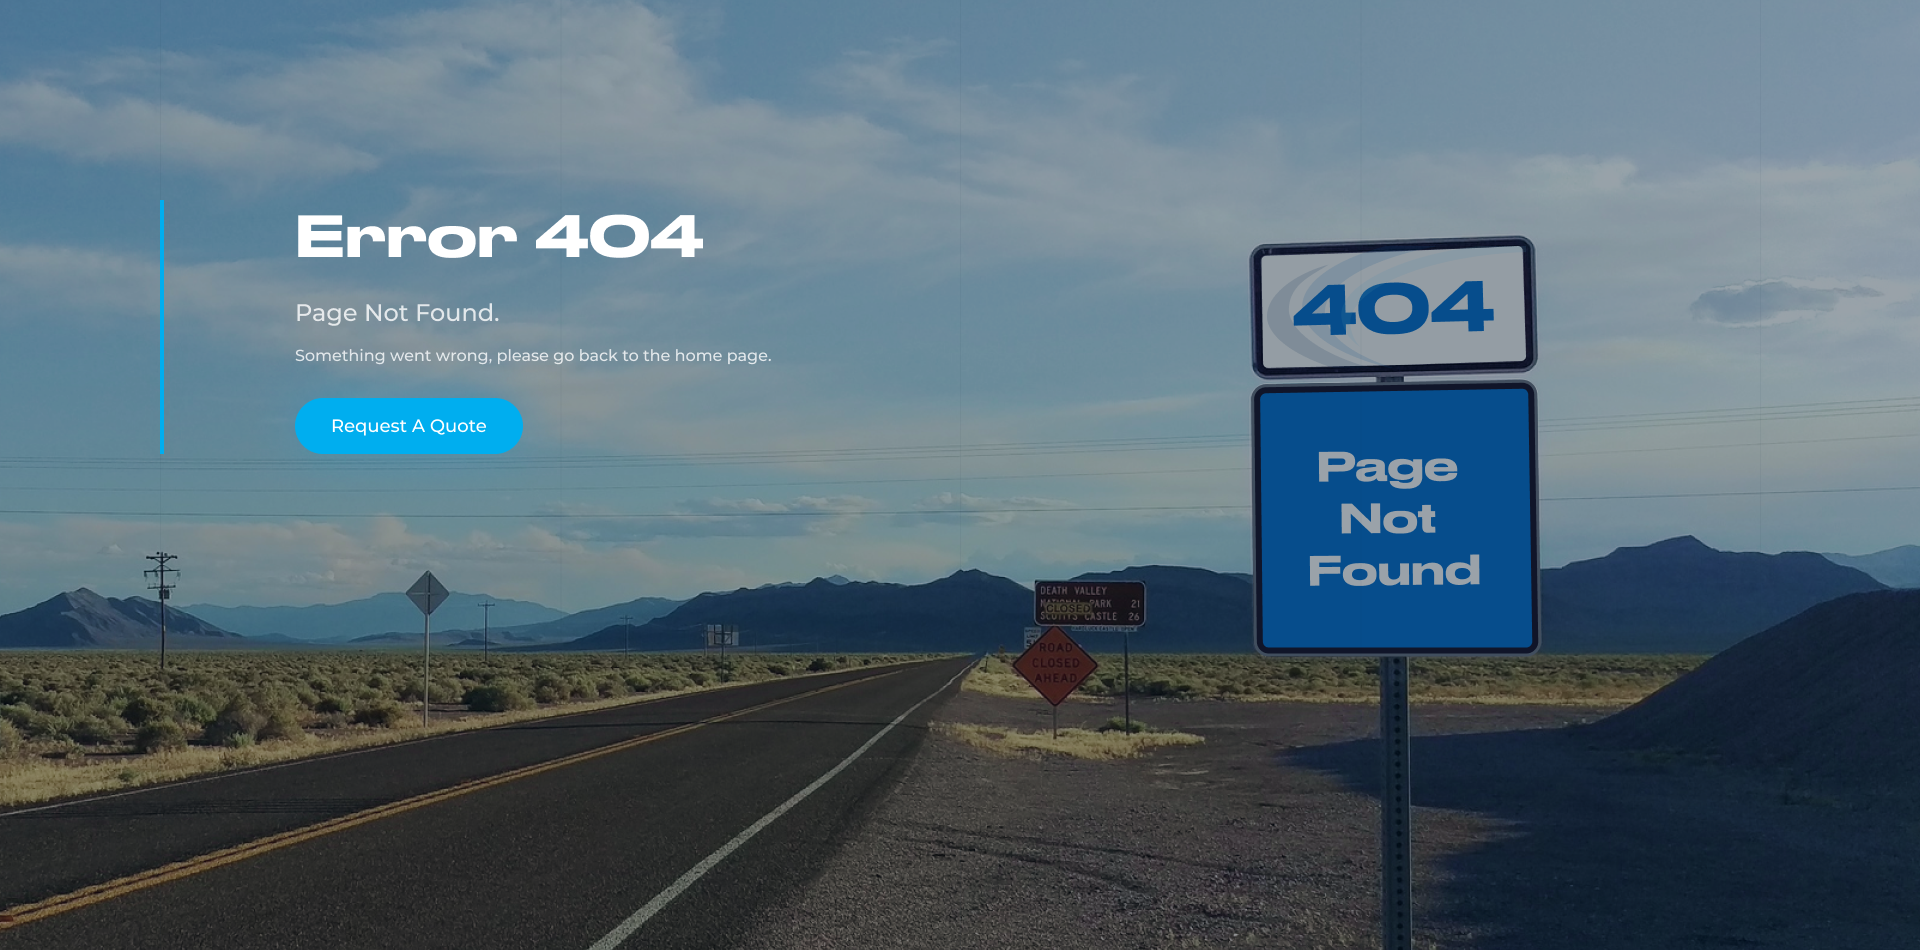 Error 404
Page Not Found.
Something went wrong, please go back to the home page.
Request A Quote
404
Page
Not
Found
DEATH VALLEY
NATIONAL PARK 21
CLOSED
SCOTTYS CASTLE 26
ROAD
CLOSED
AHEAD